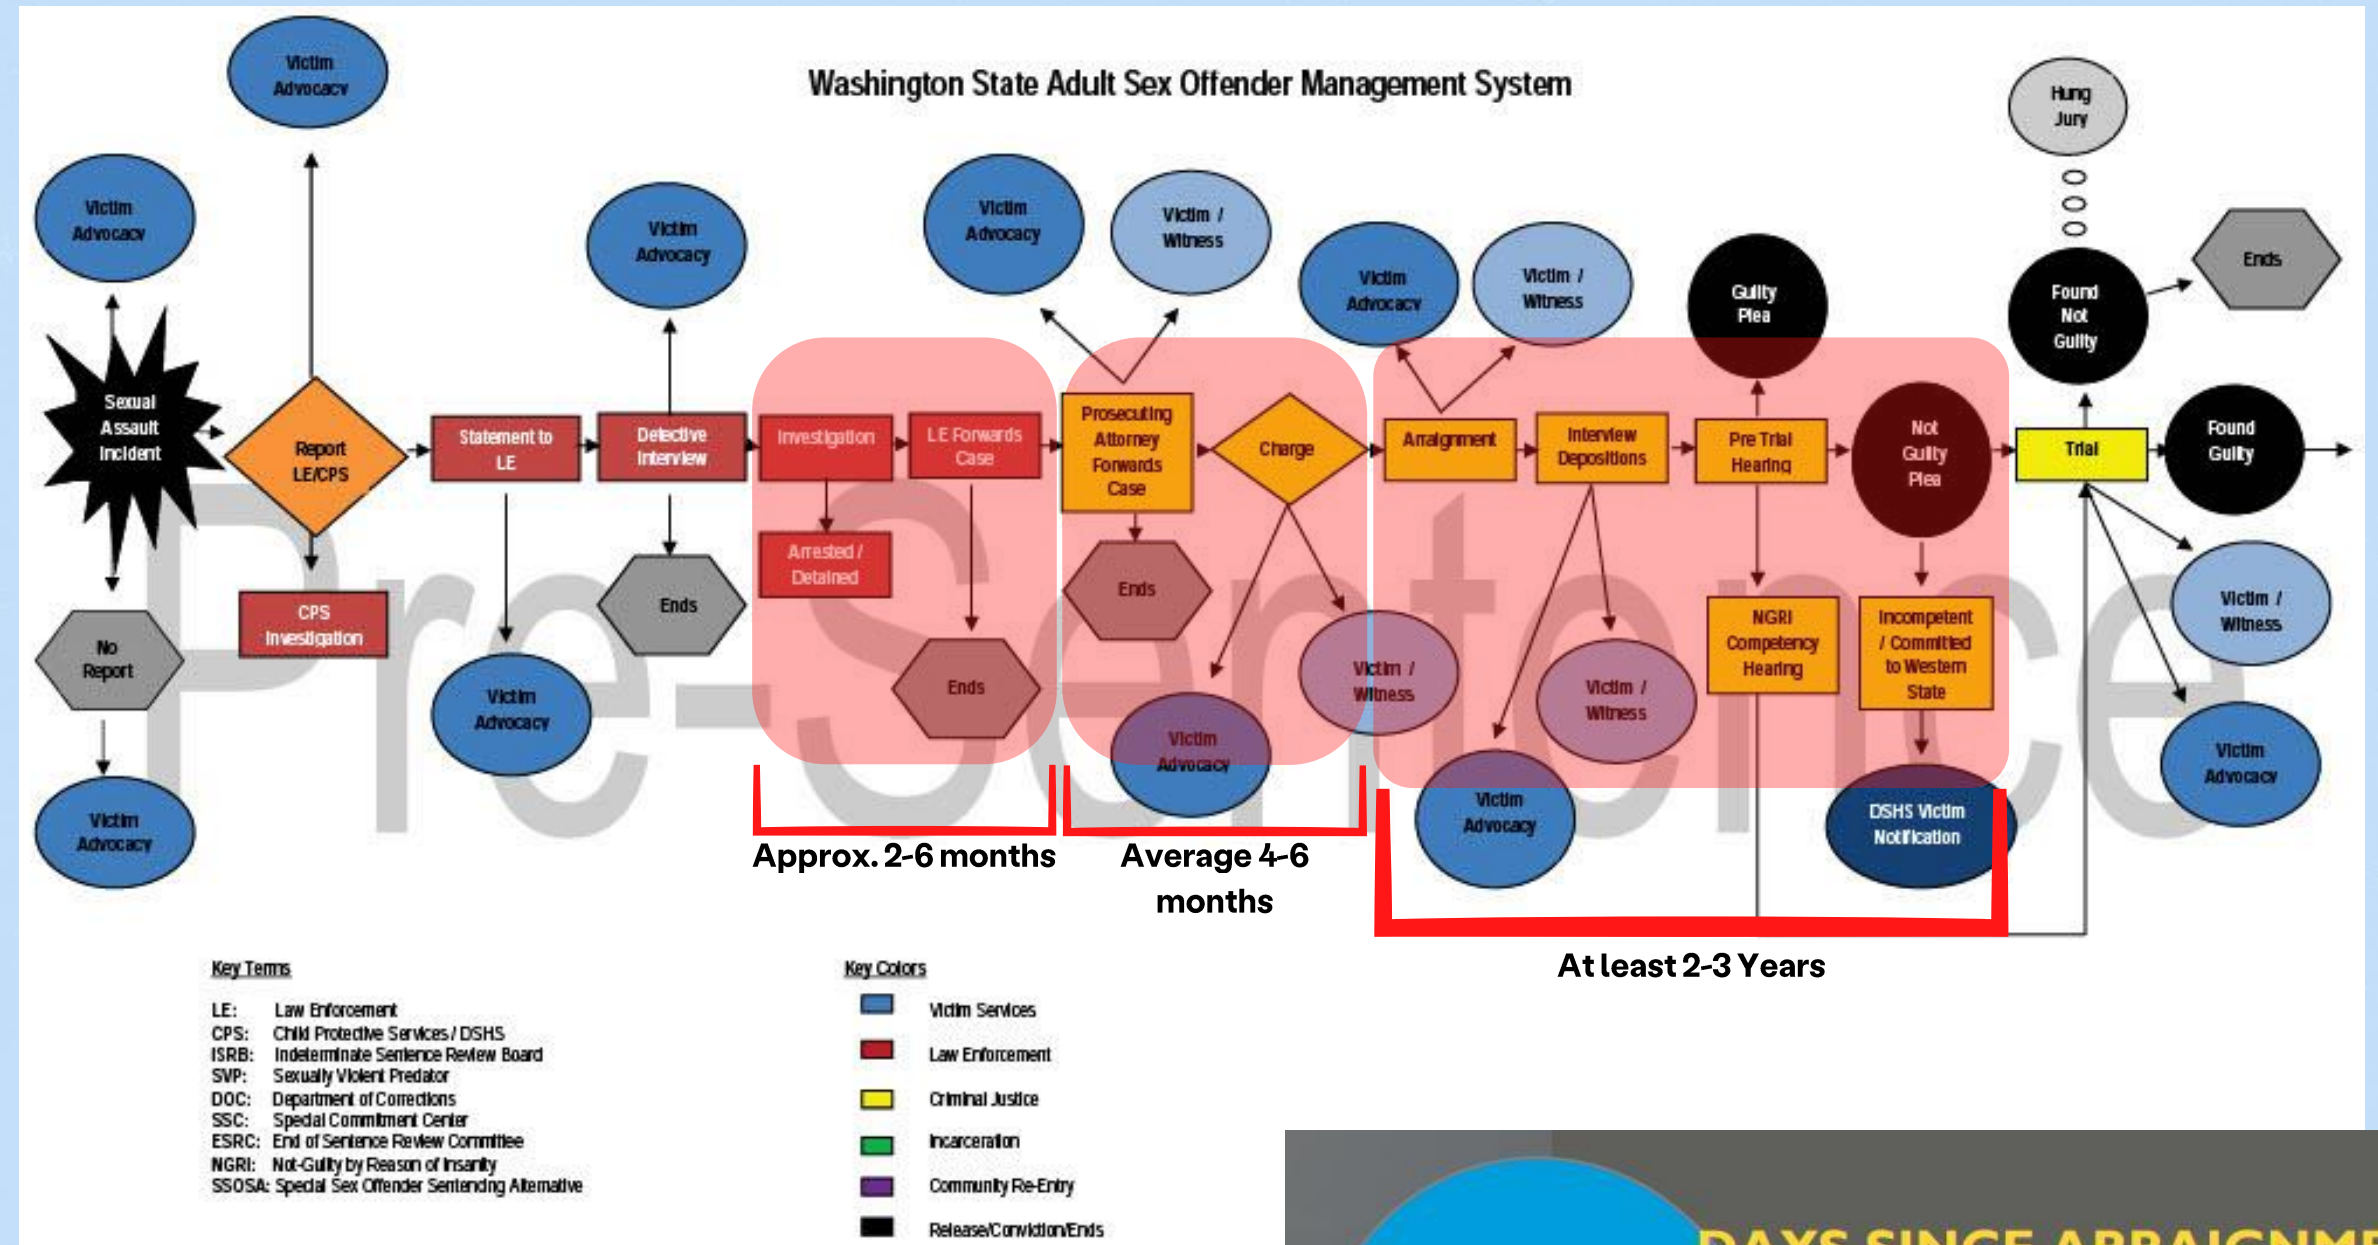 Washington State Adult Sex Offender Management System
Pre-Sentence
Victim
Advocacy
Victim
Advocacy
Sexual
Assault
Incident
No
Report
Victim
Advocacy
Report
LE/CPS
CPS
Investigation
Statement to
LE
Victim
Advocacy
Victim
Advocacy
Detective
Interview
Ends
Investigation
Arrested /
Detained
LE Forwards
Case
Ends
Approx. 2-6 months
Victim
Advocacy
Victim /
Witness
Prosecuting
Attorney
Forwards
Case
Ends
Charge
Victim
Advocacy
Victim /
Witness
Average 4-6
months
Victim
Advocacy
Victim /
Witness
Arraignment
Interview
Depositions
Victim
Advocacy
Victim /
Witness
Guilty
Plea
Pre Trial
Hearing
NGRI
Competency
Hearing
Not
Guilty
Plea
Incompetent
/ Committed
to Western
State
DSHS Victim
Notification
At least 2-3 Years
Hung
Jury
Found
Not
Guilty
Ends
Trial
Found
Guilty
Victim /
Witness
Victim
Advocacy
Key Terms
LE: Law Enforcement
CPS: Child Protective Services / DSHS
ISRB: Indeterminate Sentence Review Board
SVP: Sexually Violent Predator
DOC: Department of Corrections
SSC: Special Commitment Center
ESRC: End of Sentence Review Committee
NGRI: Not-Guilty by Reason of Insanity
SSOSA: Special Sex Offender Sentencing Alternative
Key Colors
Victim Services
Law Enforcement
Criminal Justice
Incarceration
Community Re-Entry
Release/Conviction/Ends
DAYS SINCE